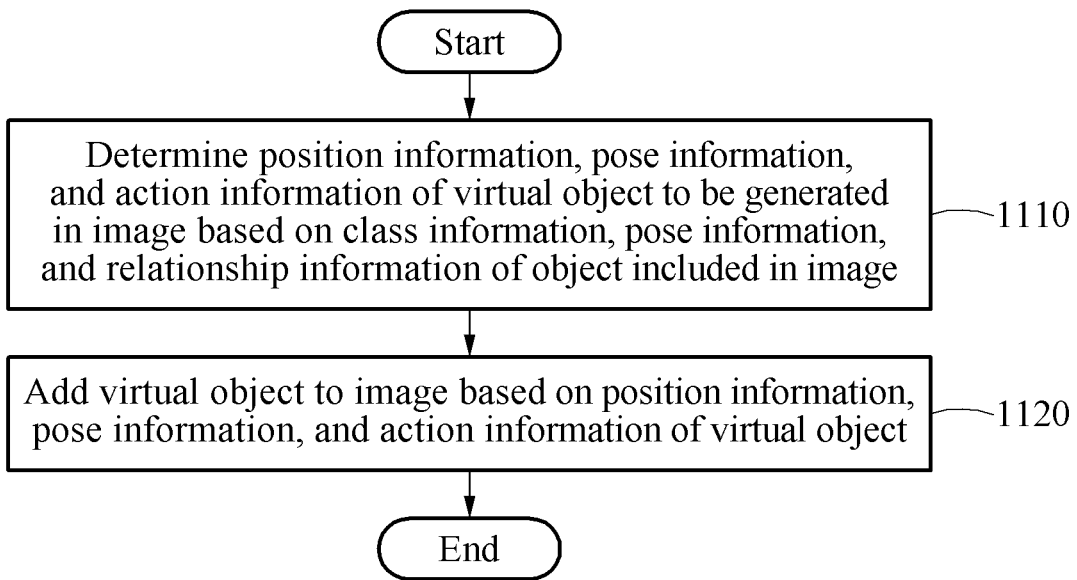 Start
Determine position information, pose information,
and action information of virtual object to be generated
in image based on class information, pose information,
and relationship information of object included in image
1110
Add virtual object to image based on position information,
pose information, and action information of virtual object
1120
End